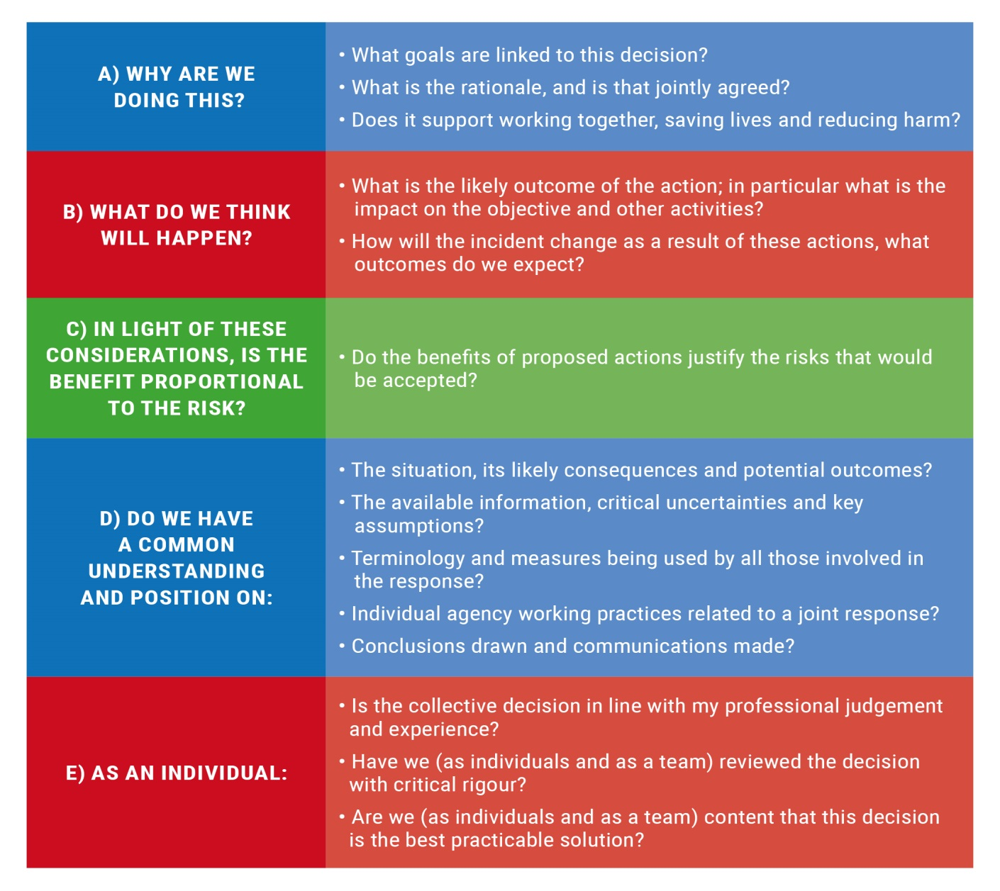 A) WHY ARE WE
DOING THIS?
• What goals are linked to this decision?
• What is the rationale, and is that jointly agreed?
• Does it support working together, saving lives and reducing harm?
B) WHAT DO WE THINK
WILL HAPPEN?
• What is the likely outcome of the action; in particular what is the
impact on the objective and other activities?
• How will the incident change as a result of these actions, what
outcomes do we expect?
C) IN LIGHT OF THESE
CONSIDERATIONS, IS THE
BENEFIT PROPORTIONAL
TO THE RISK?
• Do the benefits of proposed actions justify the risks that would
be accepted?
D) DO WE HAVE
A COMMON
UNDERSTANDING
AND POSITION ON:
• The situation, its likely consequences and potential outcomes?
• The available information, critical uncertainties and key
assumptions?
• Terminology and measures being used by all those involved in
the response?
• Individual agency working practices related to a joint response?
• Conclusions drawn and communications made?
E) AS AN INDIVIDUAL:
• Is the collective decision in line with my professional judgement
and experience?
• Have we (as individuals and as a team) reviewed the decision
with critical rigour?
• Are we (as individuals and as a team) content that this decision
is the best practicable solution?